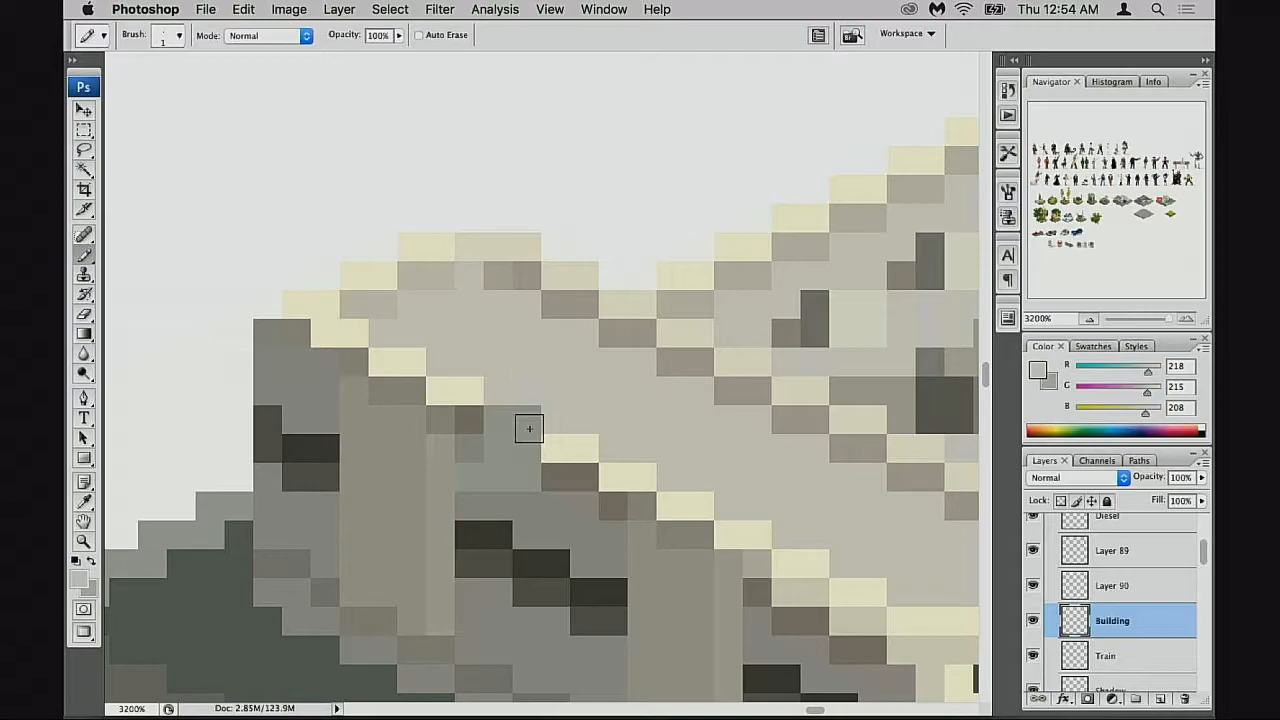 Photoshop File Edit Image Layer Select Filter Analysis View Window Help Thu 12:54 AM
Brush: 1 Mode: Normal Opacity: 100% Auto Erase Workspace
Ps
Navigator Histogram Info
3200%
Color Swatches Styles
R 218
G 215
B 208
Layers Channels Paths
Normal Opacity: 100%
Lock: Fill: 100%
Diesel
Layer 89
Layer 90
Building
Train
Shadow
3200% Doc: 2.85M/123.9M